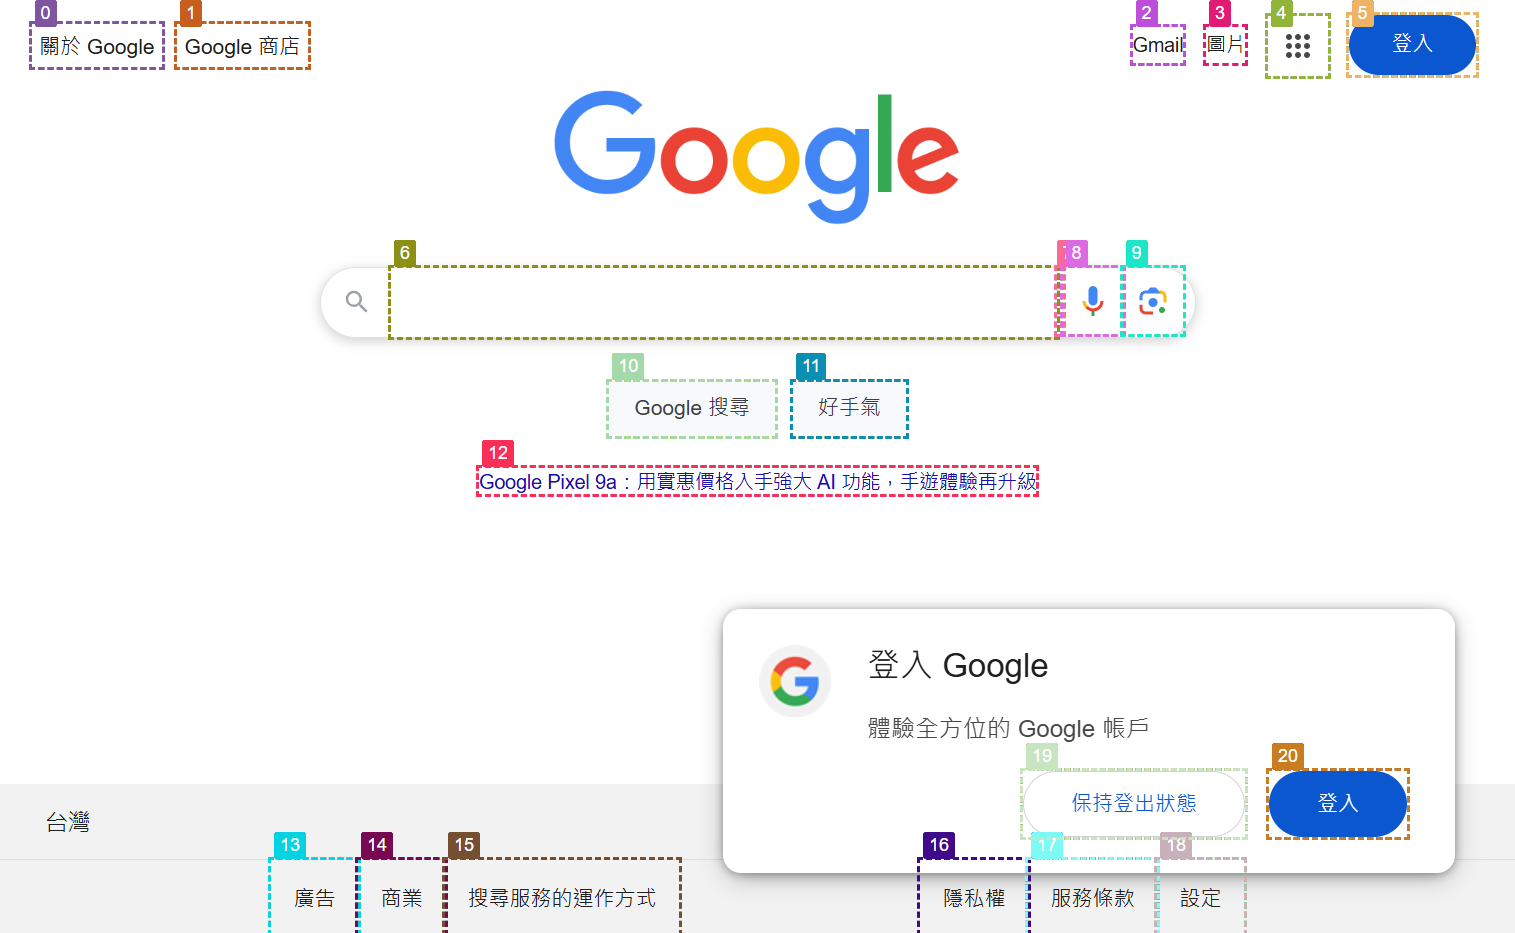 0 1 2 3 4 5
關於 Google Google 商店 Gmail 圖片 登入
Google
6 8 9
10 11
Google 搜尋 好手氣
12
Google Pixel 9a：用實惠價格入手強大 AI 功能，手遊體驗再升級
登入 Google
體驗全方位的 Google 帳戶
19 20
保持登出狀態 登入
台灣
13 14 15 16 17 18
廣告 商業 搜尋服務的運作方式 隱私權 服務條款 設定